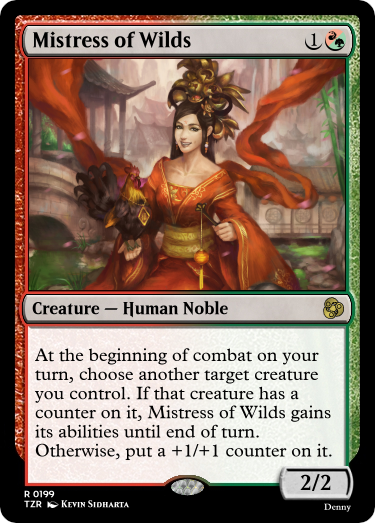 Mistress of Wilds 1
Creature — Human Noble
At the beginning of combat on your
turn, choose another target creature
you control. If that creature has a
counter on it, Mistress of Wilds gains
its abilities until end of turn.
Otherwise, put a +1/+1 counter on it.
2/2
R 0199
TZR Kevin Sidharta
Denny